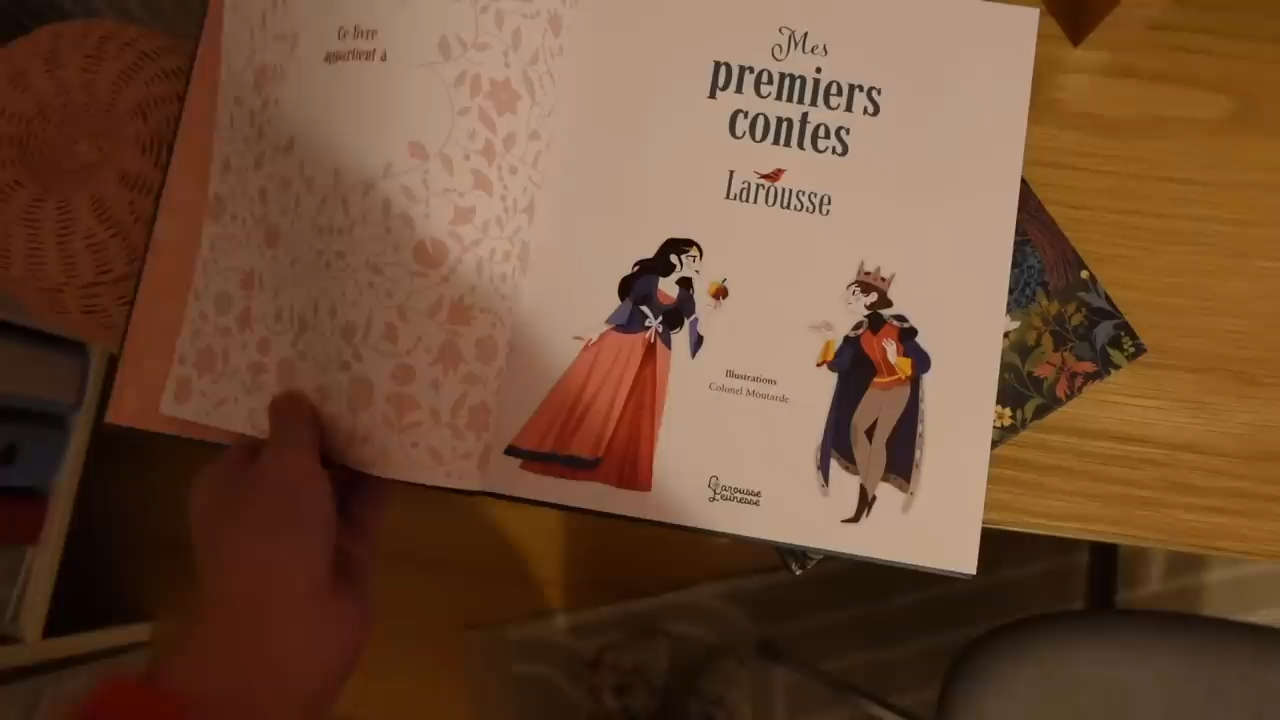 Ce livre
appartient à
Mes
premiers
contes
Larousse
Illustrations
Colonel Moutarde
Larousse
Jeunesse